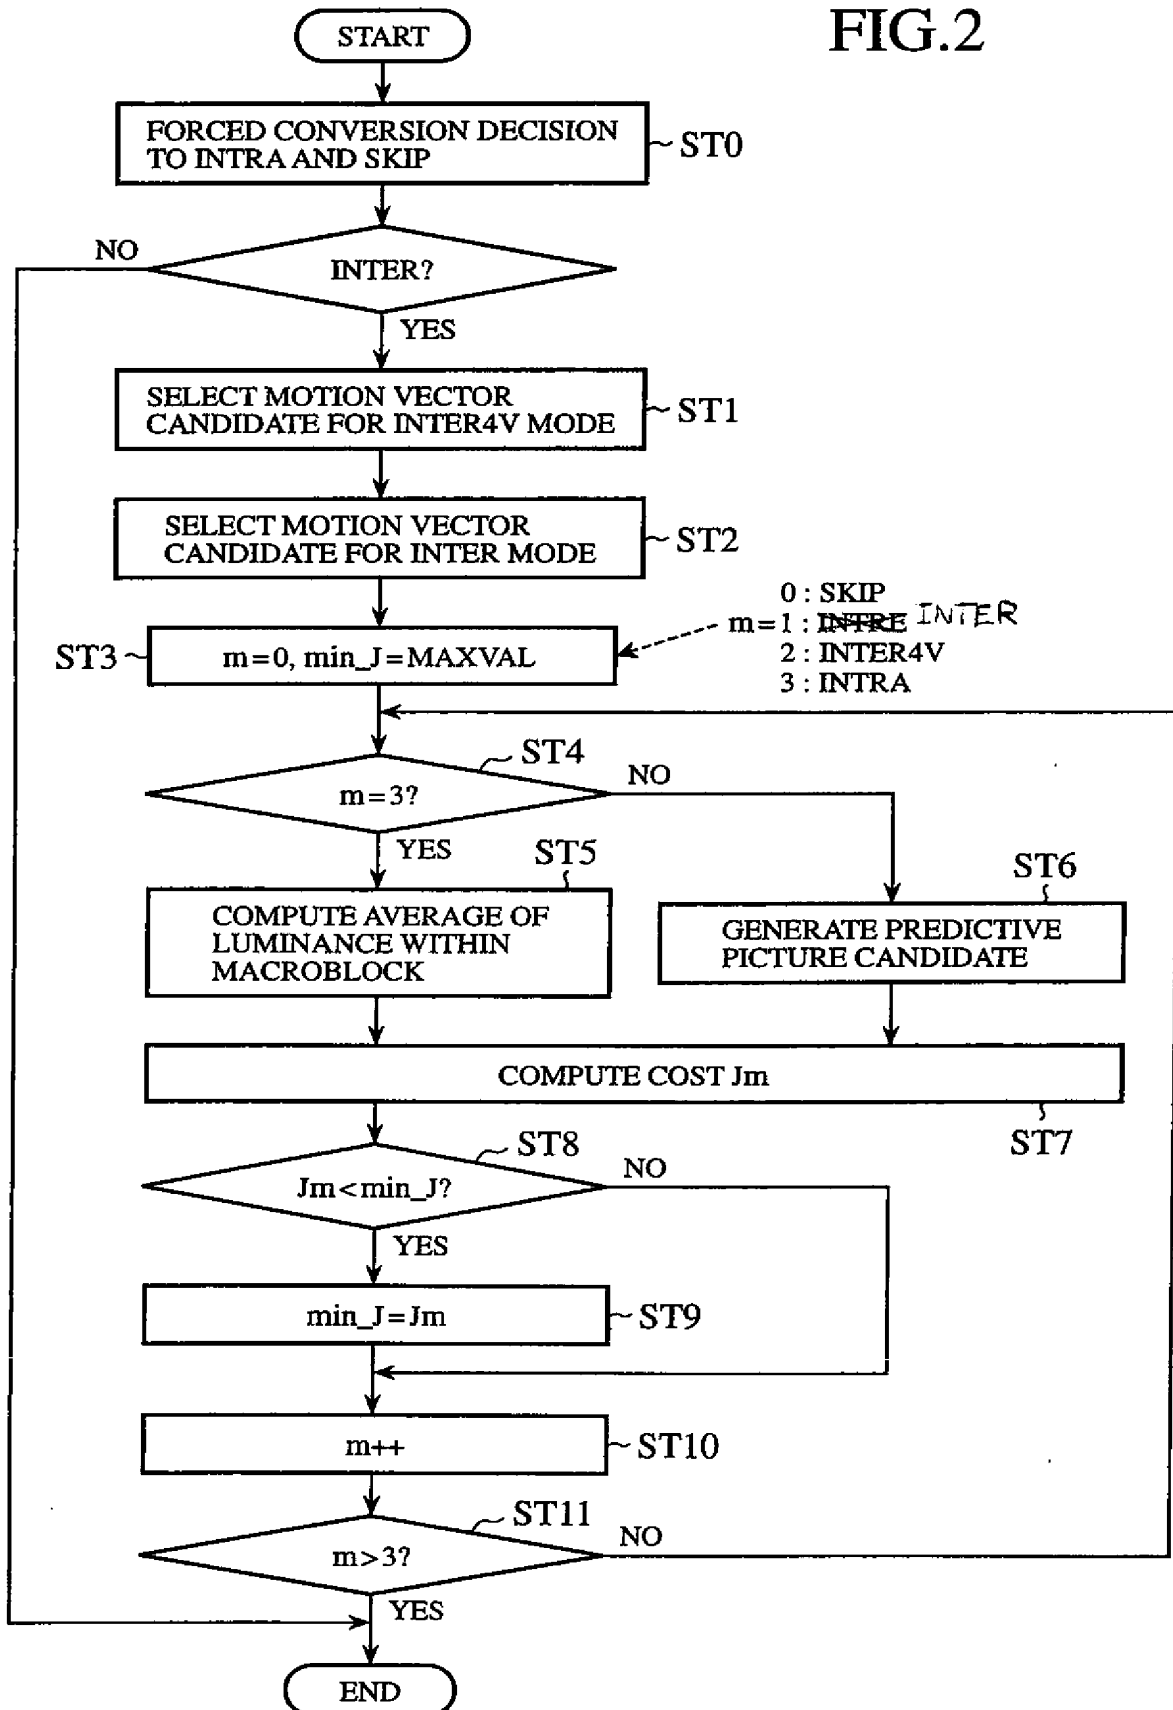 FIG.2
START
FORCED CONVERSION DECISION
TO INTRA AND SKIP
ST0
INTER?
NO
YES
SELECT MOTION VECTOR
CANDIDATE FOR INTER4V MODE
ST1
SELECT MOTION VECTOR
CANDIDATE FOR INTER MODE
ST2
0 : SKIP
m=1 : INTRE INTER
2 : INTER4V
3 : INTRA
ST3
m=0, min_J=MAXVAL
ST4
m=3?
NO
YES
ST5
COMPUTE AVERAGE OF
LUMINANCE WITHIN
MACROBLOCK
ST6
GENERATE PREDICTIVE
PICTURE CANDIDATE
COMPUTE COST Jm
ST7
ST8
Jm<min_J?
NO
YES
min_J=Jm
ST9
m++
ST10
ST11
m>3?
NO
YES
END